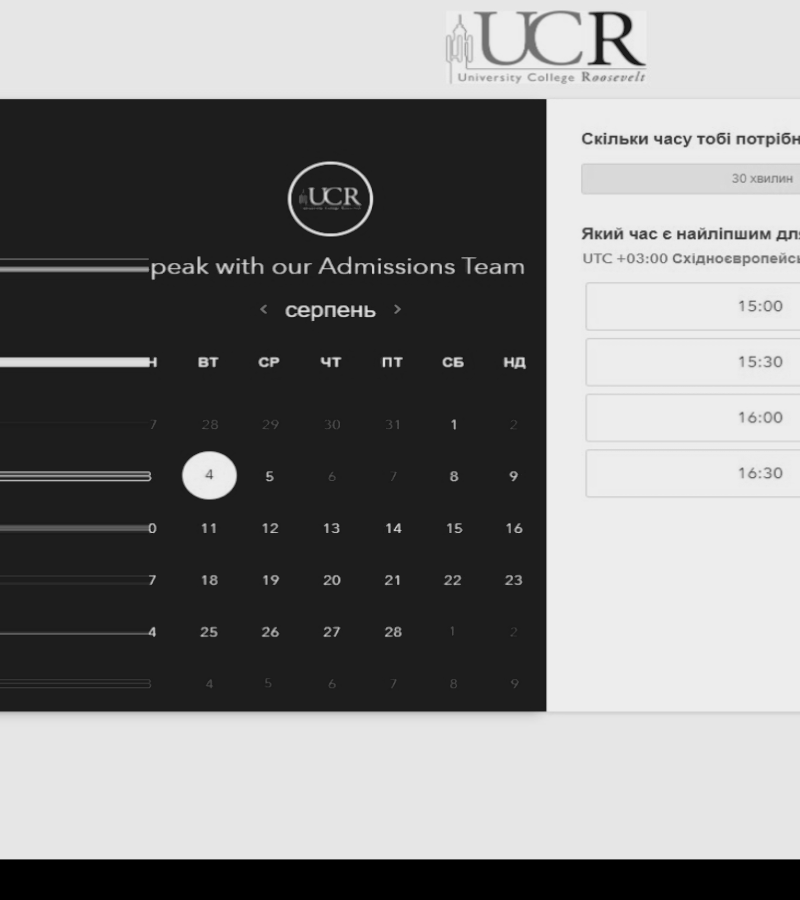 UCR
University College Roosevelt
UCR
peak with our Admissions Team
< серпень >
Н ВТ СР ЧТ ПТ СБ НД
7 28 29 30 31 1 2
3 4 5 6 7 8 9
0 11 12 13 14 15 16
7 18 19 20 21 22 23
4 25 26 27 28 1 2
3 4 5 6 7 8 9
Скільки часу тобі потрібн
30 хвилин
Який час є найліпшим для
UTC +03:00 Східноєвропейсь
15:00
15:30
16:00
16:30